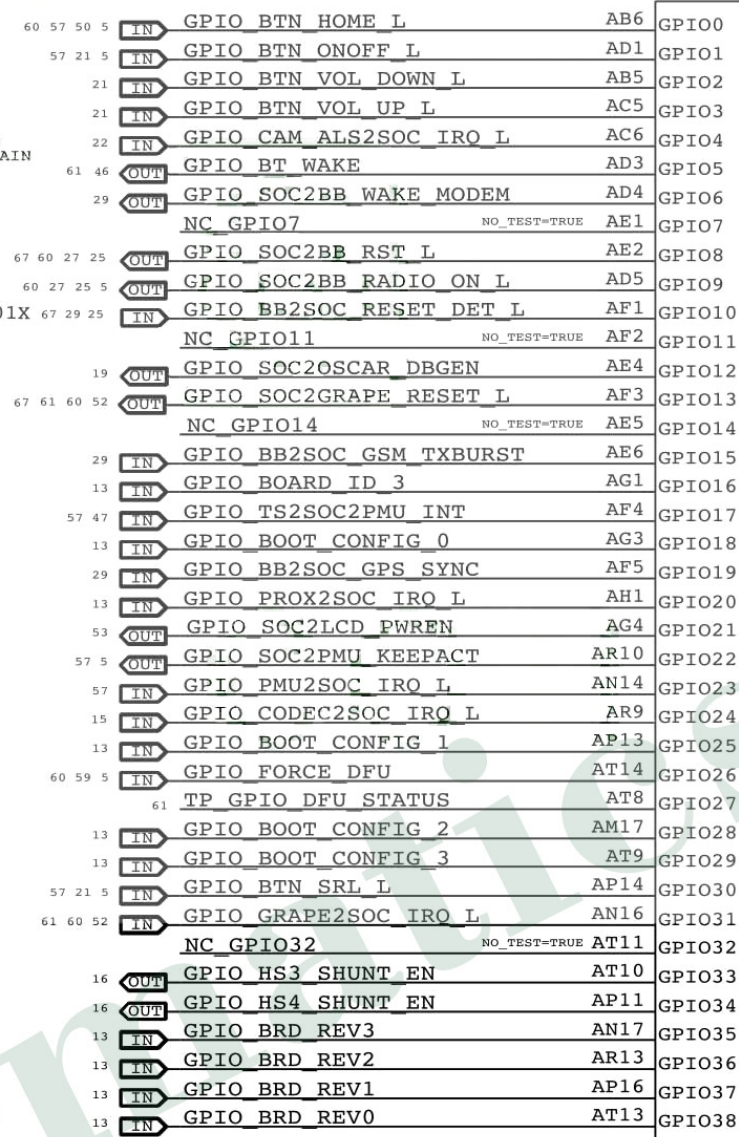 60 57 50 5 IN GPIO_BTN_HOME_L AB6 GPIO0
57 21 5 IN GPIO_BTN_ONOFF_L AD1 GPIO1
21 IN GPIO_BTN_VOL_DOWN_L AB5 GPIO2
21 IN GPIO_BTN_VOL_UP_L AC5 GPIO3
22 IN GPIO_CAM_ALS2SOC_IRQ_L AC6 GPIO4
AIN 61 46 OUT GPIO_BT_WAKE AD3 GPIO5
29 OUT GPIO_SOC2BB_WAKE_MODEM AD4 GPIO6
NC_GPIO7 NO_TEST=TRUE AE1 GPIO7
67 60 27 25 OUT GPIO_SOC2BB_RST_L AE2 GPIO8
60 27 25 5 OUT GPIO_SOC2BB_RADIO_ON_L AD5 GPIO9
01X 67 29 25 IN GPIO_BB2SOC_RESET_DET_L AF1 GPIO10
NC_GPIO11 NO_TEST=TRUE AF2 GPIO11
19 OUT GPIO_SOC2OSCAR_DBGEN AE4 GPIO12
67 61 60 52 OUT GPIO_SOC2GRAPE_RESET_L AF3 GPIO13
NC_GPIO14 NO_TEST=TRUE AE5 GPIO14
29 IN GPIO_BB2SOC_GSM_TXBURST AE6 GPIO15
13 IN GPIO_BOARD_ID_3 AG1 GPIO16
57 47 IN GPIO_TS2SOC2PMU_INT AF4 GPIO17
13 IN GPIO_BOOT_CONFIG_0 AG3 GPIO18
29 IN GPIO_BB2SOC_GPS_SYNC AF5 GPIO19
13 IN GPIO_PROX2SOC_IRQ_L AH1 GPIO20
53 OUT GPIO_SOC2LCD_PWREN AG4 GPIO21
57 5 OUT GPIO_SOC2PMU_KEEPACT AR10 GPIO22
57 IN GPIO_PMU2SOC_IRQ_L AN14 GPIO23
15 IN GPIO_CODEC2SOC_IRQ_L AR9 GPIO24
13 IN GPIO_BOOT_CONFIG_1 AP13 GPIO25
60 59 5 IN GPIO_FORCE_DFU AT14 GPIO26
61 TP_GPIO_DFU_STATUS AT8 GPIO27
13 IN GPIO_BOOT_CONFIG_2 AM17 GPIO28
13 IN GPIO_BOOT_CONFIG_3 AT9 GPIO29
57 21 5 IN GPIO_BTN_SRL_L AP14 GPIO30
61 60 52 IN GPIO_GRAPE2SOC_IRQ_L AN16 GPIO31
NC_GPIO32 NO_TEST=TRUE AT11 GPIO32
16 OUT GPIO_HS3_SHUNT_EN AT10 GPIO33
16 OUT GPIO_HS4_SHUNT_EN AP11 GPIO34
13 IN GPIO_BRD_REV3 AN17 GPIO35
13 IN GPIO_BRD_REV2 AR13 GPIO36
13 IN GPIO_BRD_REV1 AP16 GPIO37
13 IN GPIO_BRD_REV0 AT13 GPIO38
matics